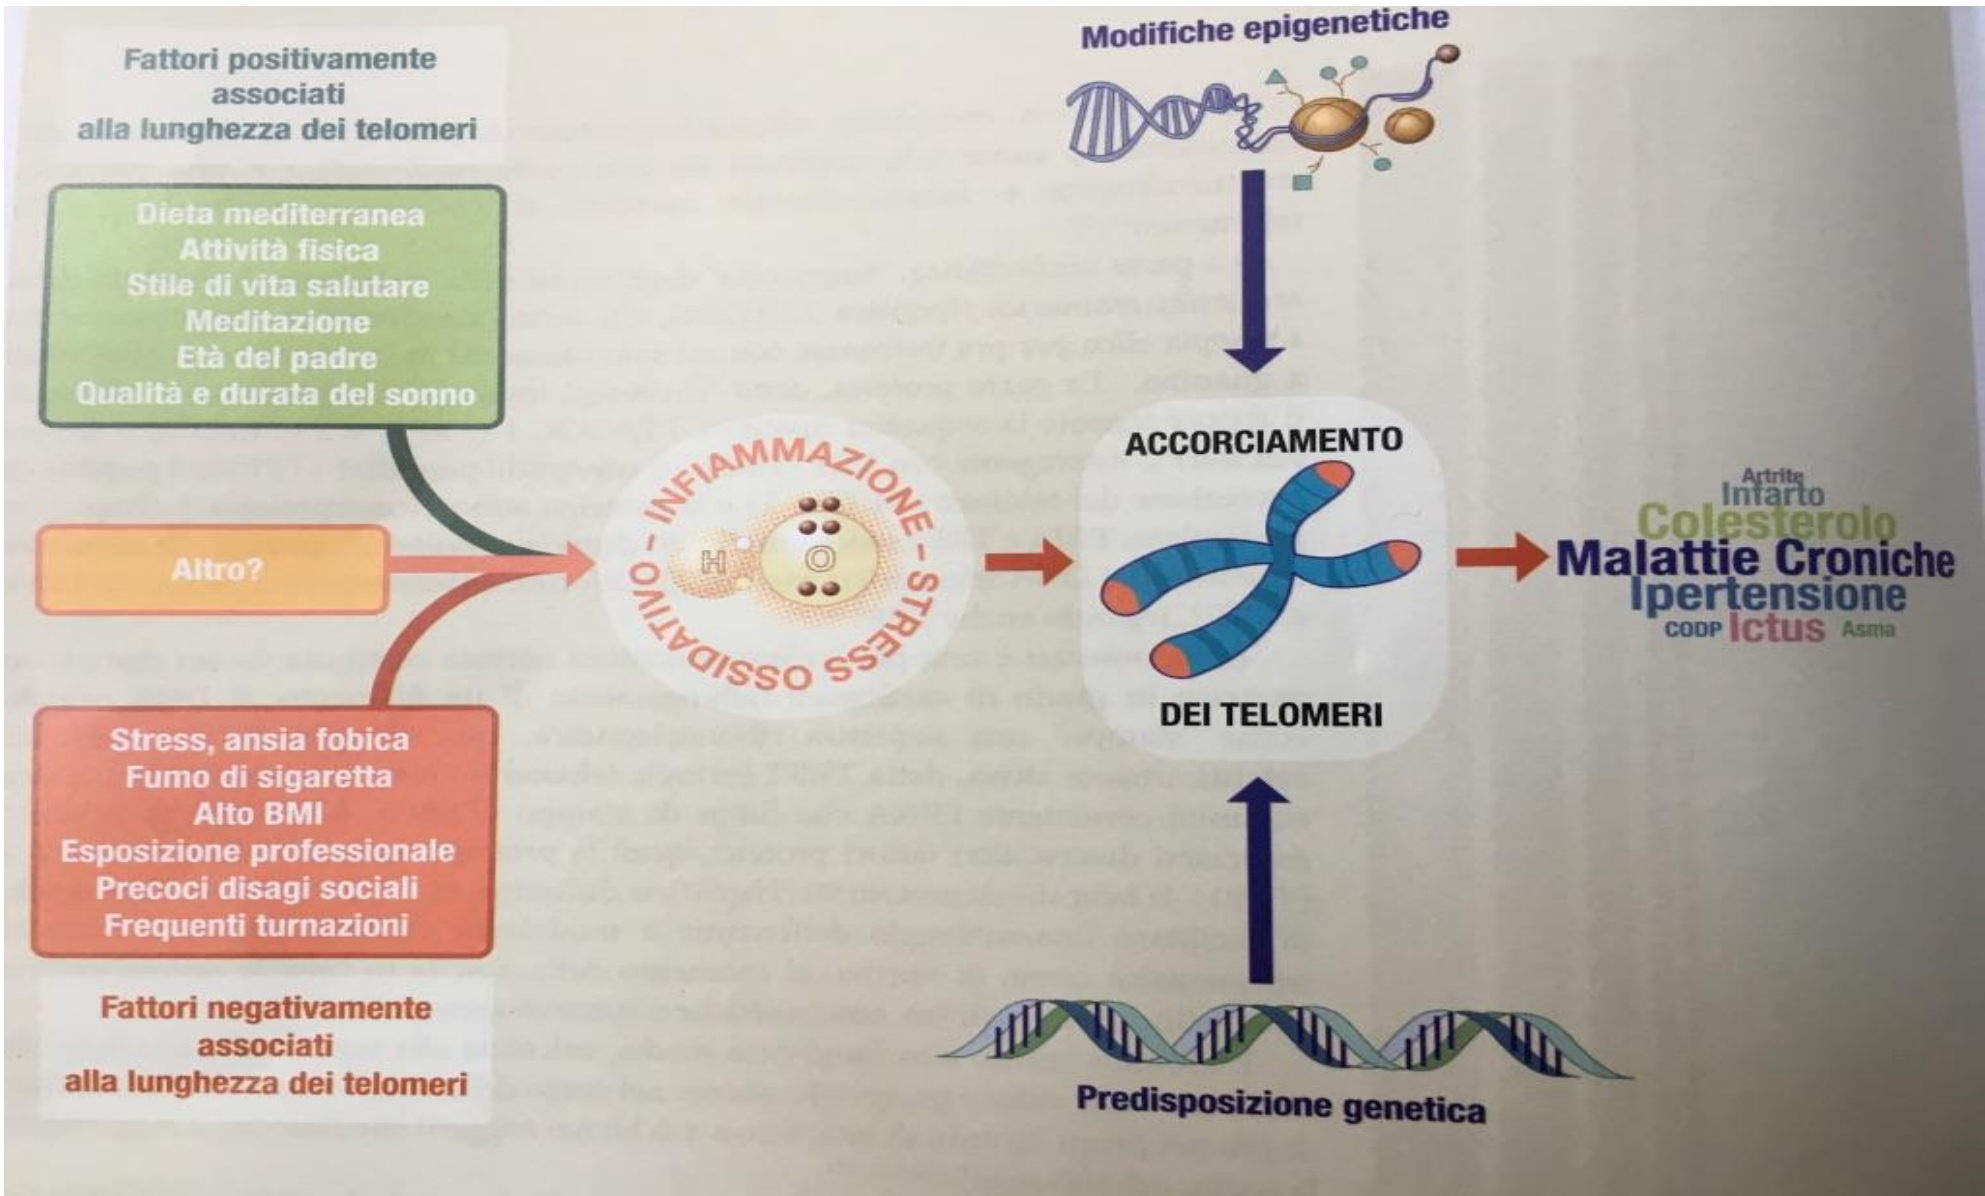 Fattori positivamente
associati
alla lunghezza dei telomeri
Dieta mediterranea
Attività fisica
Stile di vita salutare
Meditazione
Età del padre
Qualità e durata del sonno
Altro?
Stress, ansia fobica
Fumo di sigaretta
Alto BMI
Esposizione professionale
Precoci disagi sociali
Frequenti turnazioni
Fattori negativamente
associati
alla lunghezza dei telomeri
- INFIAMMAZIONE - STRESS OSSIDATIVO
H O
Modifiche epigenetiche
ACCORCIAMENTO
DEI TELOMERI
Predisposizione genetica
Artrite
Infarto
Colesterolo
Malattie Croniche
Ipertensione
CODP Ictus Asma